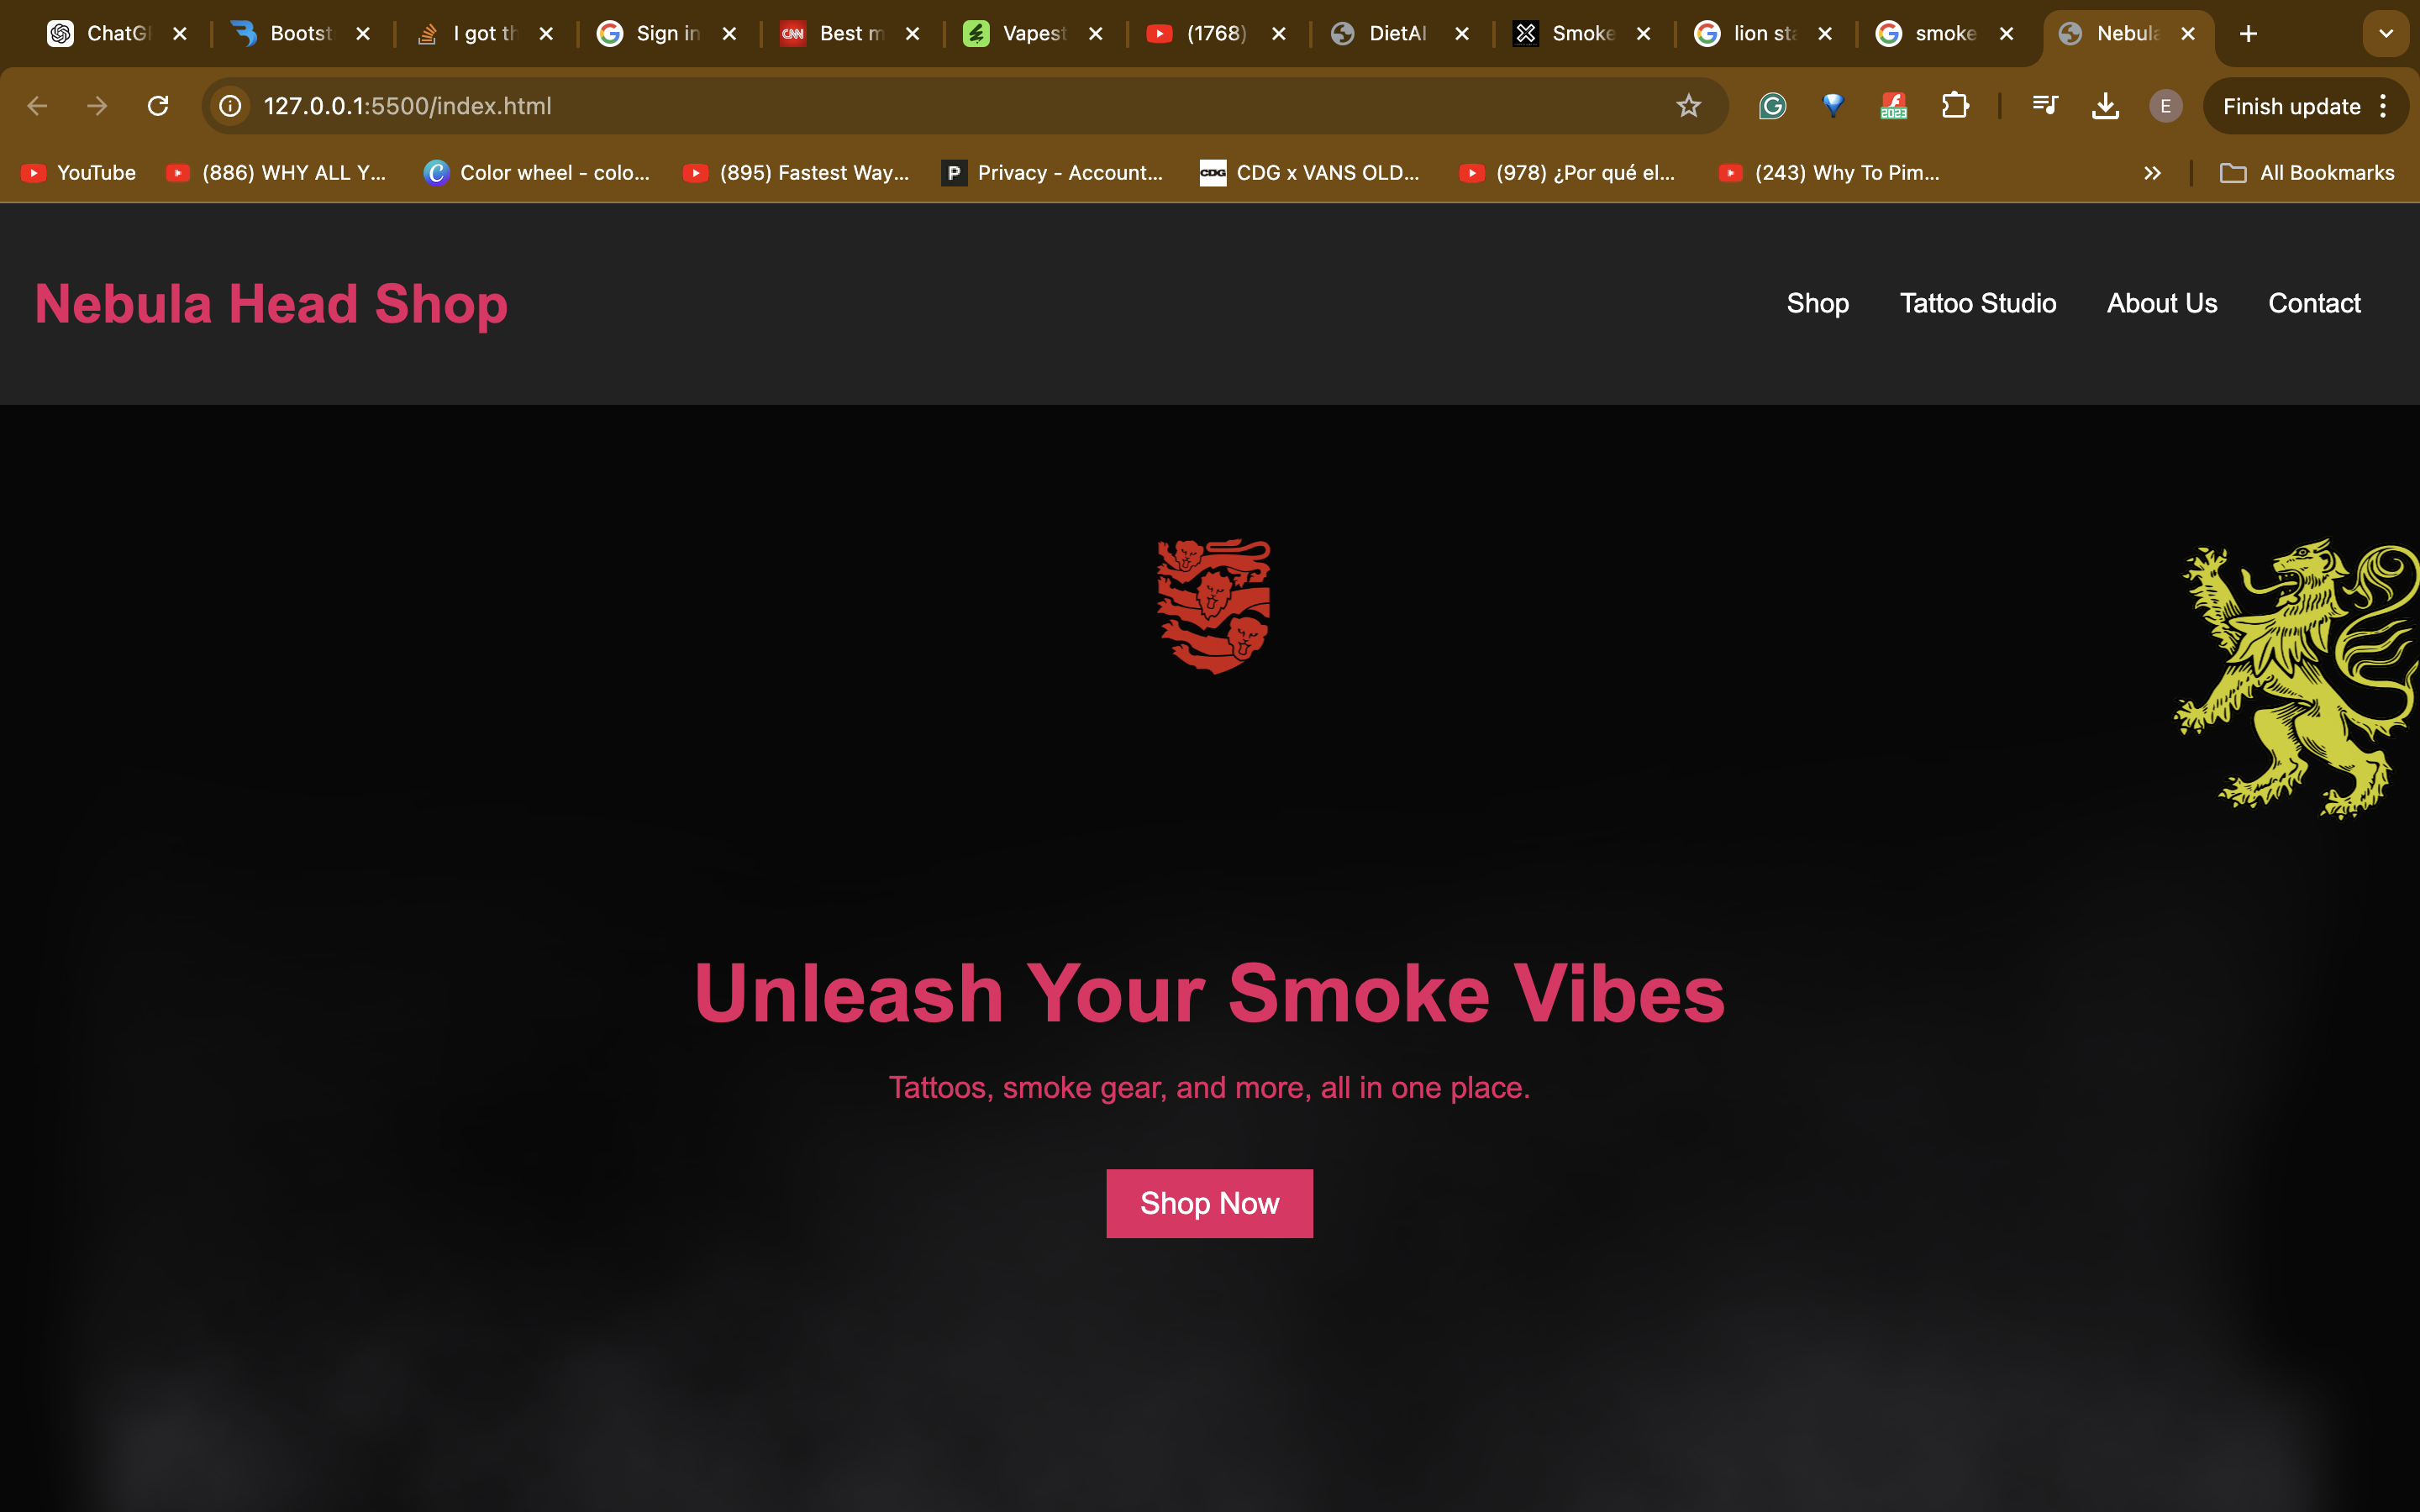 ChatG
Bootst
I got th
Sign in
CNN
Best m
Vapest
(1768)
DietAI
Smoke
lion sta
smoke
Nebula
127.0.0.1:5500/index.html
2023
E
Finish update
YouTube
(886) WHY ALL Y...
Color wheel - colo...
(895) Fastest Way...
P
Privacy - Account...
CDG
CDG x VANS OLD...
(978) ¿Por qué el...
(243) Why To Pim...
All Bookmarks
Nebula Head Shop
Shop
Tattoo Studio
About Us
Contact
Unleash Your Smoke Vibes
Tattoos, smoke gear, and more, all in one place.
Shop Now